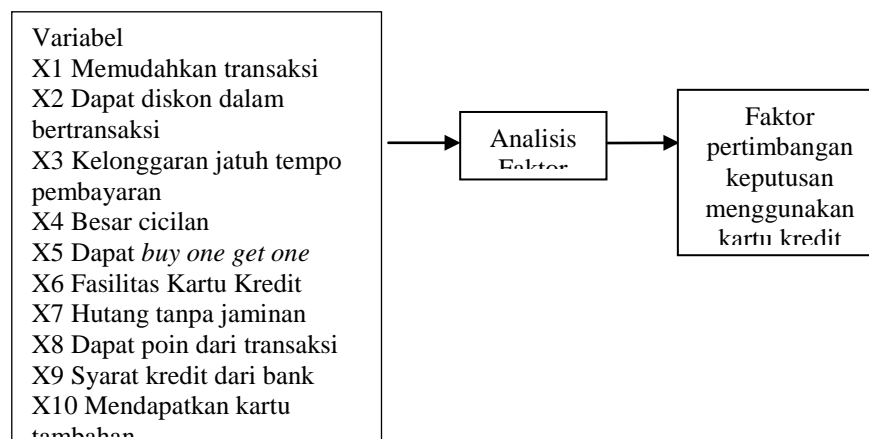 Variabel
X1 Memudahkan transaksi
X2 Dapat diskon dalam
bertransaksi
X3 Kelonggaran jatuh tempo
pembayaran
X4 Besar cicilan
X5 Dapat buy one get one
X6 Fasilitas Kartu Kredit
X7 Hutang tanpa jaminan
X8 Dapat poin dari transaksi
X9 Syarat kredit dari bank
X10 Mendapatkan kartu
tambahan
Analisis
Faktor
Faktor
pertimbangan
keputusan
menggunakan
kartu kredit